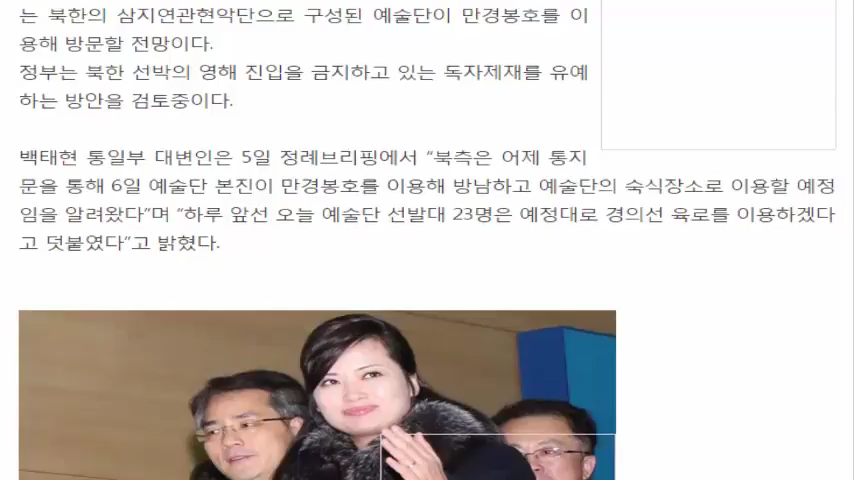 는 북한의 삼지연관현악단으로 구성된 예술단이 만경봉호를 이
용해 방문할 전망이다.
정부는 북한 선박의 영해 진입을 금지하고 있는 독자제재를 유예
하는 방안을 검토중이다.
백태현 통일부 대변인은 5일 정례브리핑에서 “북측은 어제 통지
문을 통해 6일 예술단 본진이 만경봉호를 이용해 방남하고 예술단의 숙식장소로 이용할 예정
임을 알려왔다”며 “하루 앞선 오늘 예술단 선발대 23명은 예정대로 경의선 육로를 이용하겠다
고 덧붙였다”고 밝혔다.